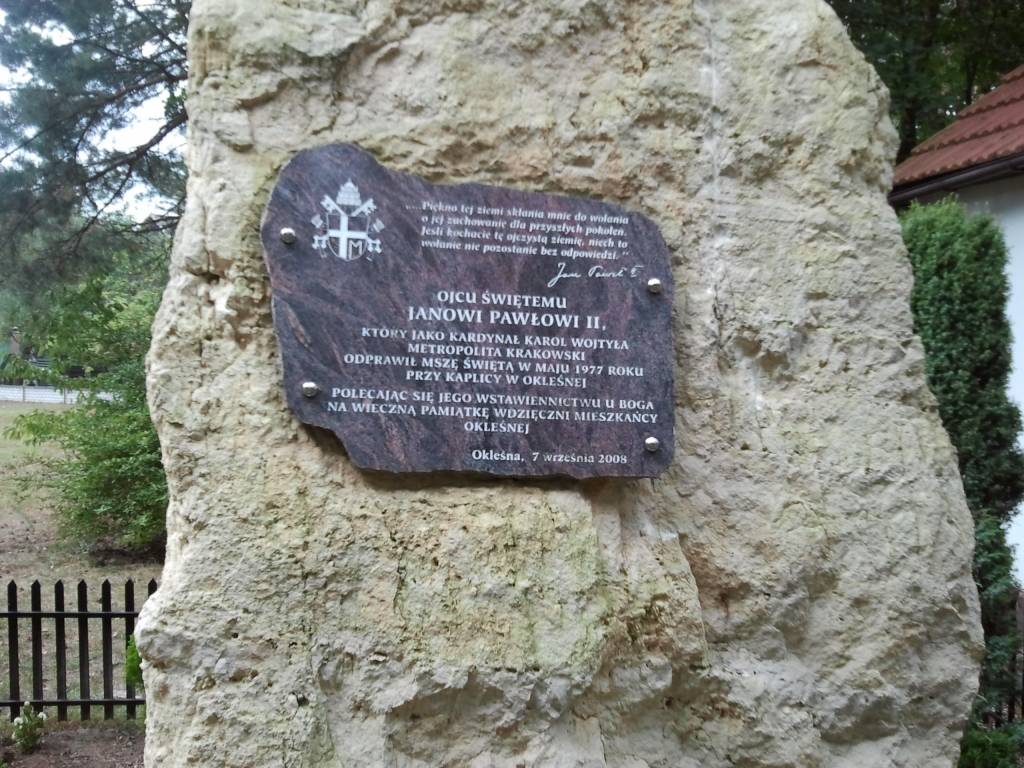 "....Piękno tej ziemi skłania mnie do wołania
o jej zachowanie dla przyszłych pokoleń.
Jeśli kochacie tę ojczystą ziemię, niech to
wołanie nie pozostanie bez odpowiedzi."
Jan Paweł II
M
OJCU ŚWIĘTEMU
JANOWI PAWŁOWI II,
KTÓRY JAKO KARDYNAŁ KAROL WOJTYŁA
METROPOLITA KRAKOWSKI
ODPRAWIŁ MSZĘ ŚWIĘTĄ W MAJU 1977 ROKU
PRZY KAPLICY W OKLEŚNEJ
POLECAJĄC SIĘ JEGO WSTAWIENNICTWU U BOGA
NA WIECZNĄ PAMIĄTKĘ WDZIĘCZNI MIESZKAŃCY
OKLEŚNEJ
Okleśna, 7 września 2008